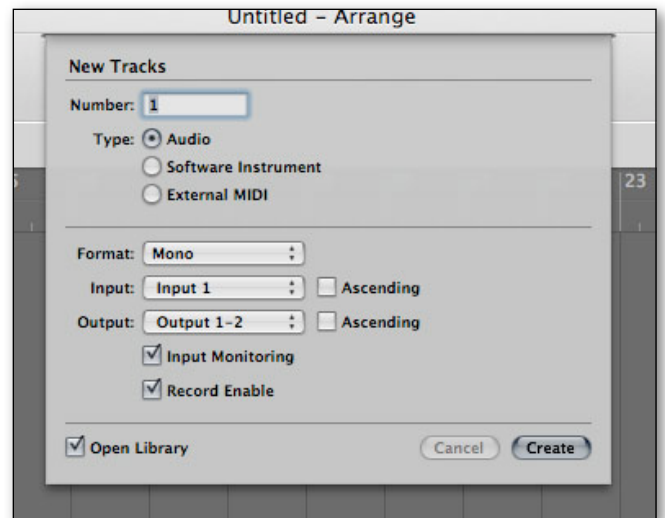 Untitled – Arrange
New Tracks
Number: 1
Type: Audio
Software Instrument
External MIDI
23
Format: Mono
Input: Input 1 Ascending
Output: Output 1-2 Ascending
Input Monitoring
Record Enable
Open Library Cancel Create